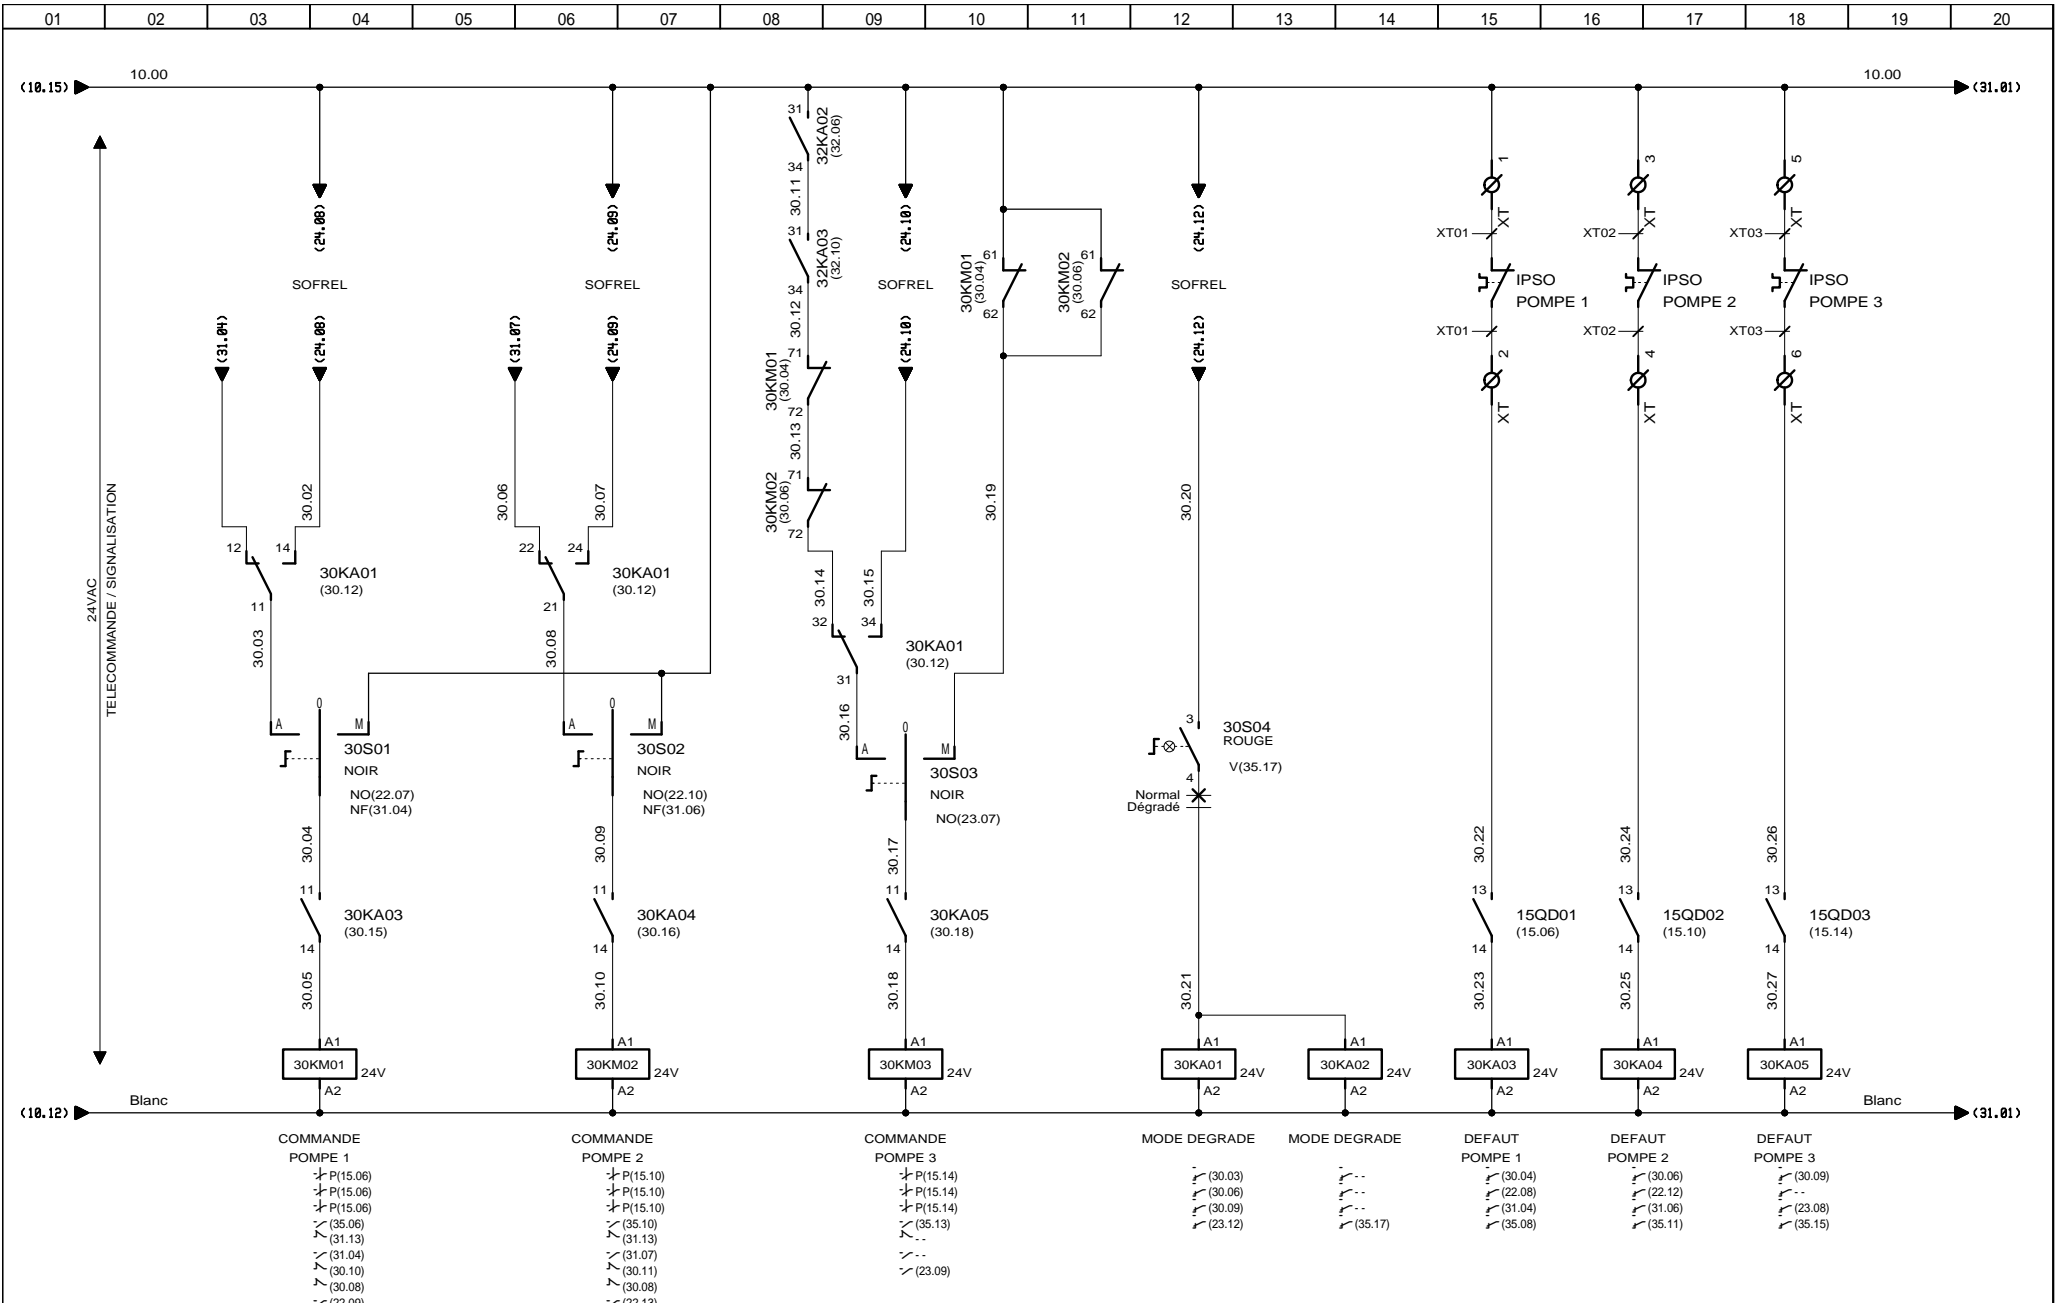 01 02 03 04 05 06 07 08 09 10 11 12 13 14 15 16 17 18 19 20
(10.15) 10.00 10.00 (31.01)
31
32KA02
(32.06)
34
30.11
1 3 5
XT XT XT
(24.08) (24.09) (24.10) (24.12)
31
32KA03
(32.10)
34
XT01 XT02 XT03
SOFREL SOFREL SOFREL SOFREL
30KM01
(30.04)
61
62
30KM02
(30.06)
61
62
IPSO
POMPE 1
IPSO
POMPE 2
IPSO
POMPE 3
XT01 XT02 XT03
(31.04) (24.08) (31.07) (24.09) 30.12 (24.10) (24.12)
2 4 6
XT XT XT
71
30KM01
(30.04)
72
30.13
71
30KM02
(30.06)
72
24VAC
TELECOMMANDE / SIGNALISATION
30.02 30.06 30.07 30.19 30.20
12 14 22 24
30KA01
(30.12)
11
30KA01
(30.12)
21
30.14 30.15
32 34
30.03 30.08
30KA01
(30.12)
31
30.16
0
A M
30S01
NOIR
NO(22.07)
NF(31.04)
0
A M
30S02
NOIR
NO(22.10)
NF(31.06)
0
A M
30S03
NOIR
NO(23.07)
3
30S04
ROUGE
V(35.17)
4
Normal
Dégradé
30.04 30.09 30.17 30.22 30.24 30.26
11 11 11 13 13 13
30KA03
(30.15)
30KA04
(30.16)
30KA05
(30.18)
15QD01
(15.06)
15QD02
(15.10)
15QD03
(15.14)
14 14 14 14 14 14
30.05 30.10 30.18 30.21 30.23 30.25 30.27
A1 A1 A1 A1 A1 A1 A1 A1
30KM01 24V 30KM02 24V 30KM03 24V 30KA01 24V 30KA02 24V 30KA03 24V 30KA04 24V 30KA05 24V
A2 A2 A2 A2 A2 A2 A2 A2
(10.12) Blanc Blanc (31.01)
COMMANDE
POMPE 1
P(15.06)
P(15.06)
P(15.06)
(35.06)
(31.13)
(31.04)
(30.10)
(30.08)
(22.09)
COMMANDE
POMPE 2
P(15.10)
P(15.10)
P(15.10)
(35.10)
(31.13)
(31.07)
(30.11)
(30.08)
(22.13)
COMMANDE
POMPE 3
P(15.14)
P(15.14)
P(15.14)
(35.13)
--
--
(23.09)
MODE DEGRADE
(30.03)
(30.06)
(30.09)
(23.12)
MODE DEGRADE
--
--
--
(35.17)
DEFAUT
POMPE 1
(30.04)
(22.08)
(31.04)
(35.08)
DEFAUT
POMPE 2
(30.06)
(22.12)
(31.06)
(35.11)
DEFAUT
POMPE 3
(30.09)
--
(23.08)
(35.15)